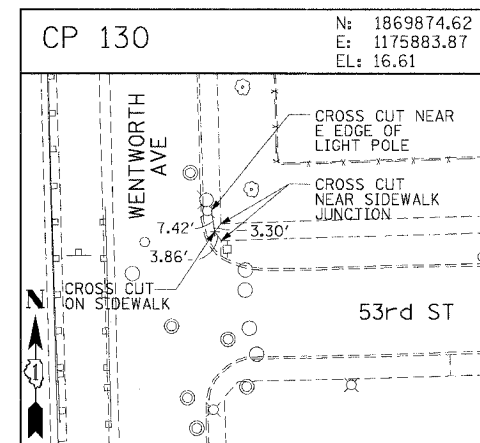 CP 130
N: 1869874.62
E: 1175883.87
EL: 16.61
WENTWORTH
AVE
CROSS CUT NEAR
E EDGE OF
LIGHT POLE
CROSS CUT
NEAR SIDEWALK
JUNCTION
7.42'
3.30'
3.86'
CROSS CUT
ON SIDEWALK
N
1
53rd ST